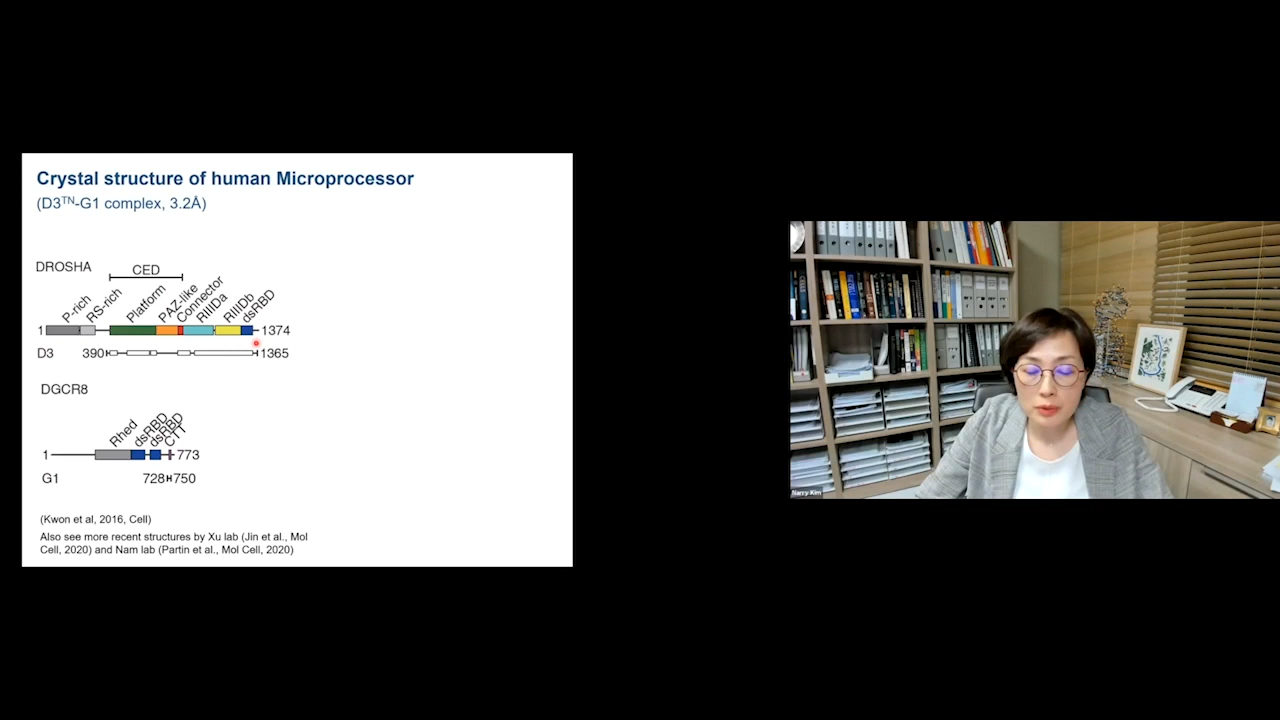 Crystal structure of human Microprocessor
(D3TN-G1 complex, 3.2Å)
DROSHA
CED
P-rich
RS-rich
Platform
PAZ-like
Connector
RIIIDa
RIIIDb
dsRBD
1
1374
D3
390
1365
DGCR8
Rhed
dsRBD
dsRBD
CTT
1
773
G1
728
750
(Kwon et al, 2016, Cell)
Also see more recent structures by Xu lab (Jin et al., Mol
Cell, 2020) and Nam lab (Partin et al., Mol Cell, 2020)
Narry Kim